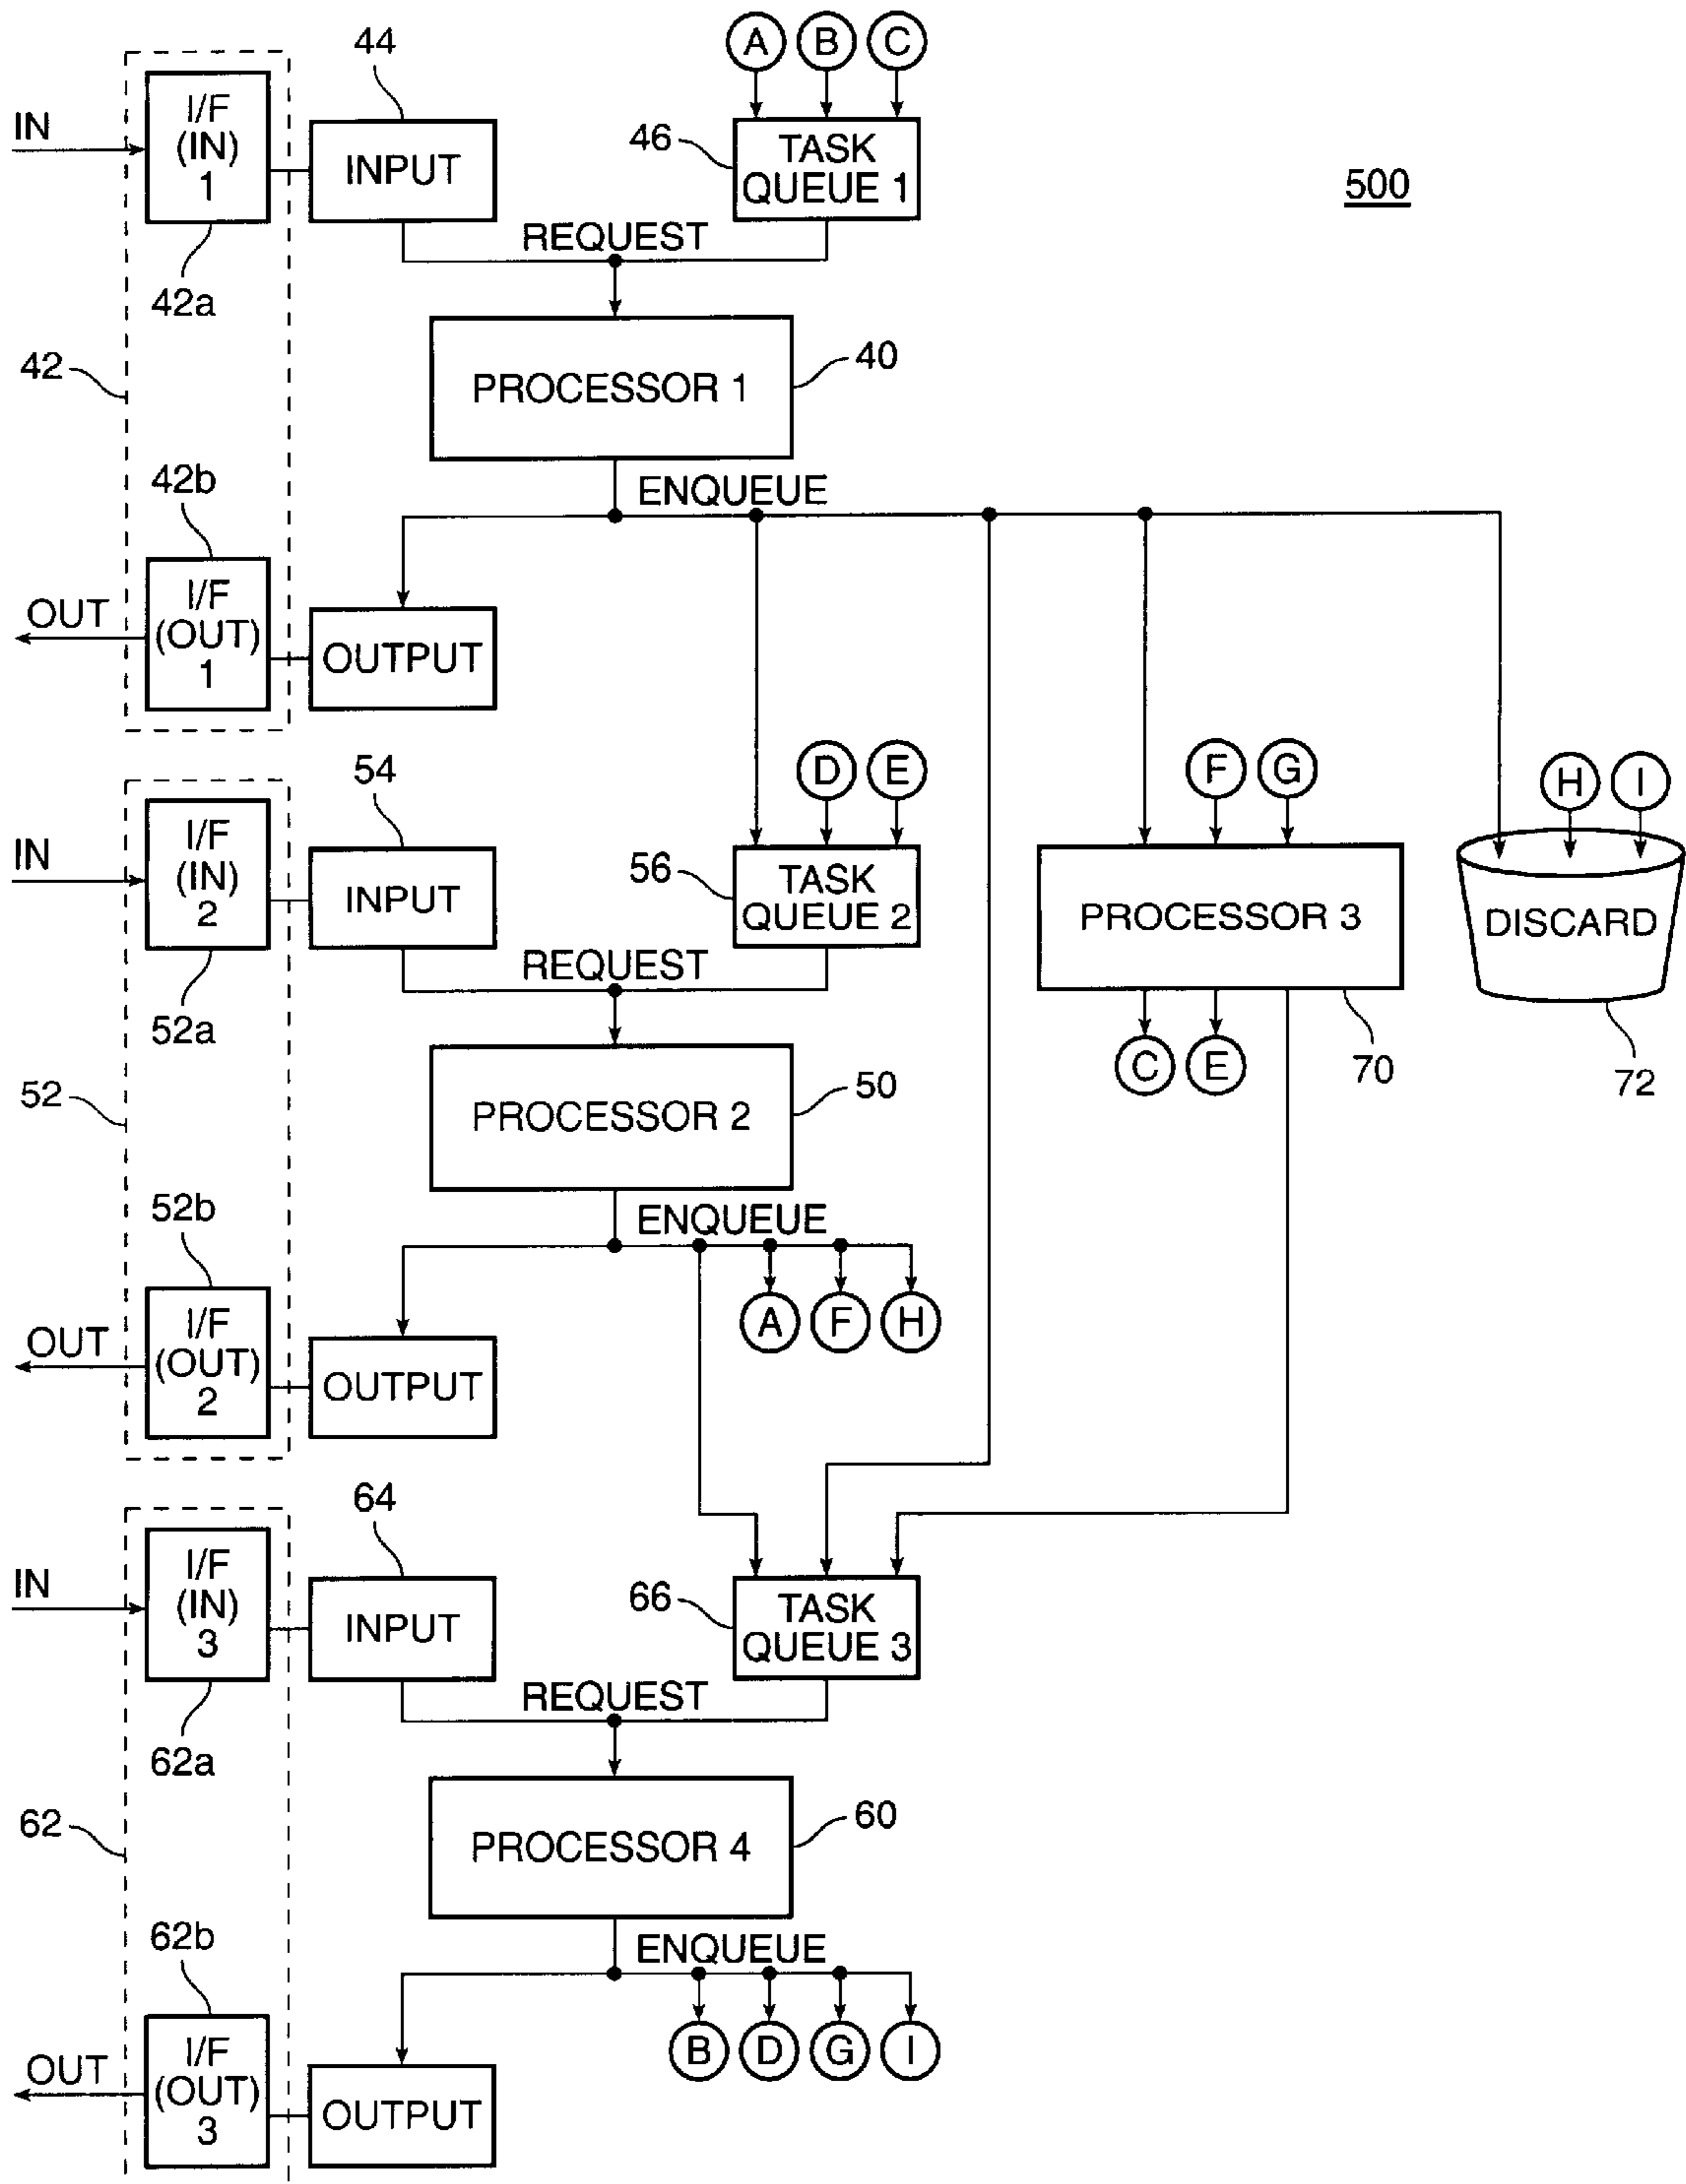 A B C
44
IN
I/F
(IN)
1
INPUT
46
TASK
QUEUE 1
500
REQUEST
42a
42
PROCESSOR 1
40
42b
ENQUEUE
OUT
I/F
(OUT)
1
OUTPUT
54
D E
F G
H I
IN
I/F
(IN)
2
INPUT
56
TASK
QUEUE 2
PROCESSOR 3
DISCARD
REQUEST
52a
C E
70
72
52
PROCESSOR 2
50
52b
ENQUEUE
A F H
OUT
I/F
(OUT)
2
OUTPUT
64
IN
I/F
(IN)
3
INPUT
66
TASK
QUEUE 3
REQUEST
62a
62
PROCESSOR 4
60
62b
ENQUEUE
B D G I
OUT
I/F
(OUT)
3
OUTPUT